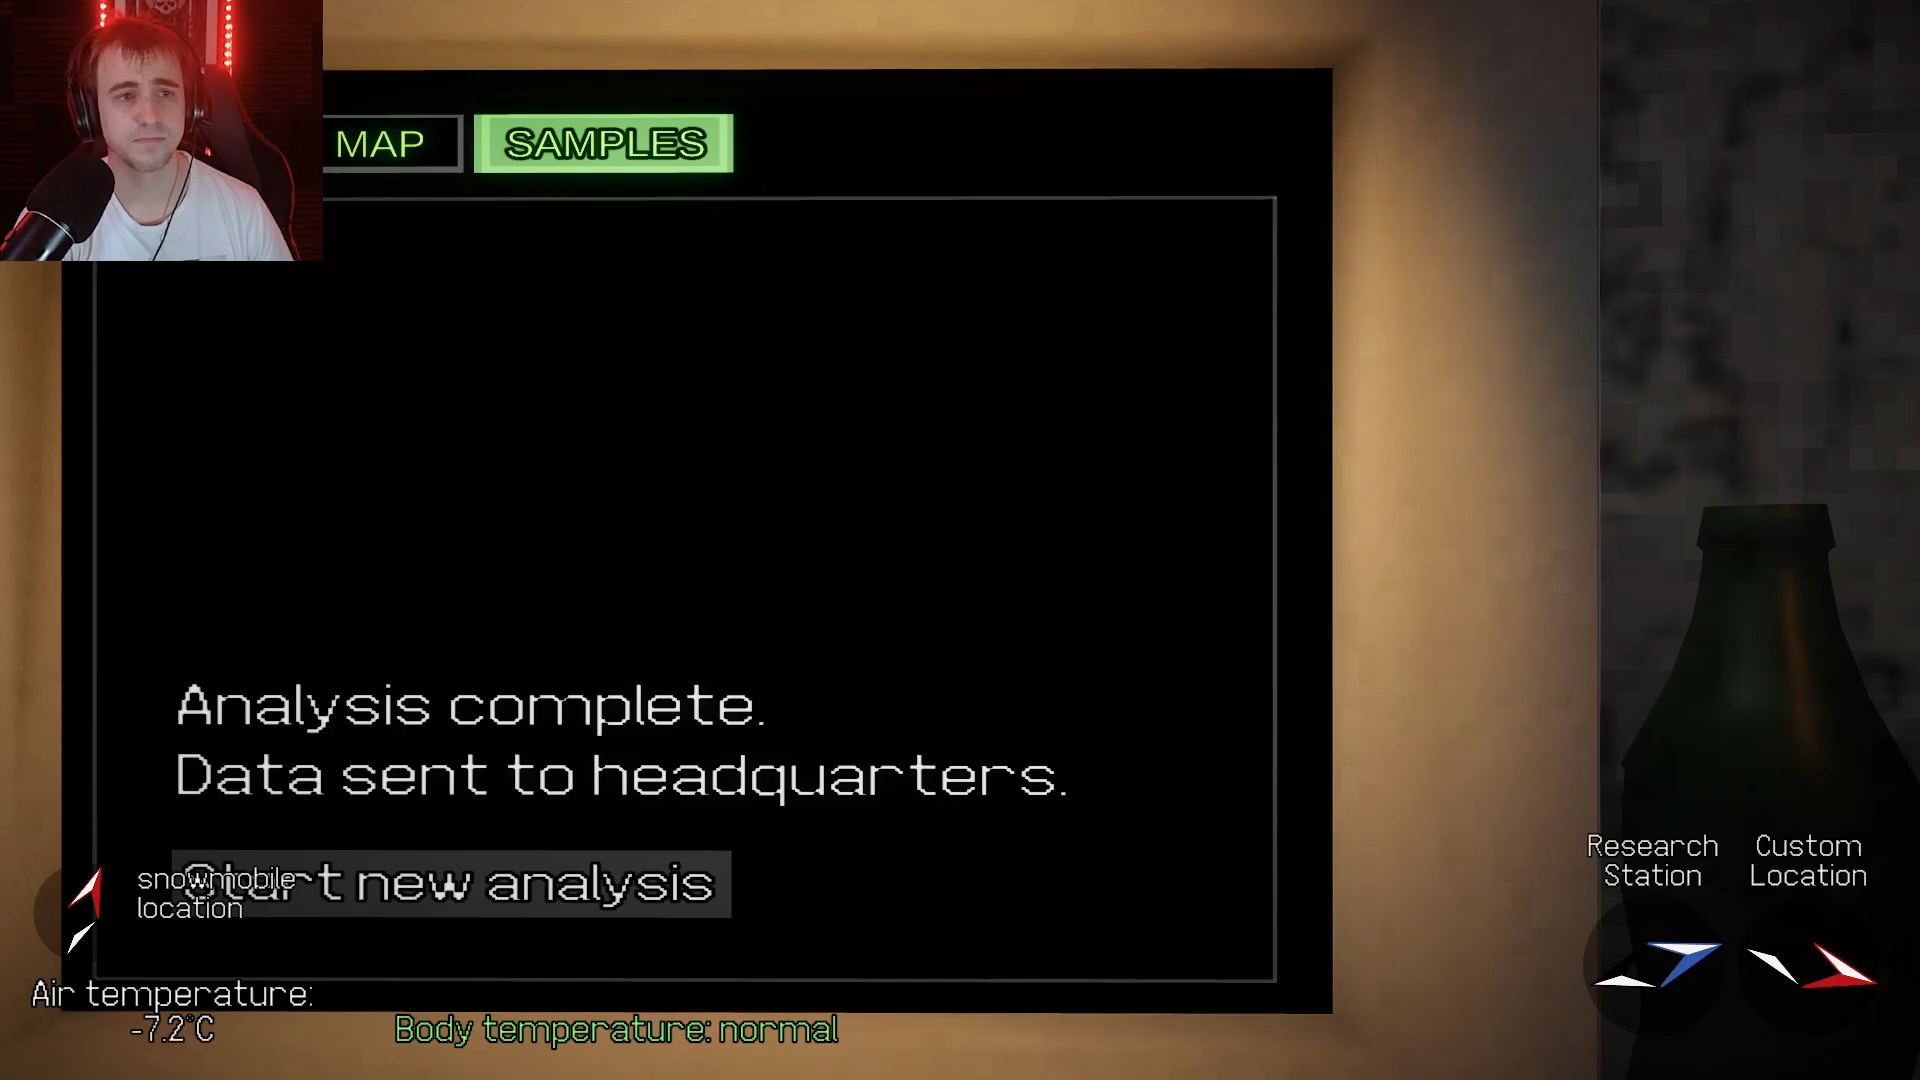 MAP
SAMPLES
Analysis complete.
Data sent to headquarters.
Start new analysis
snowmobile
location
Air temperature:
-7.2°C
Body temperature: normal
Research
Station
Custom
Location